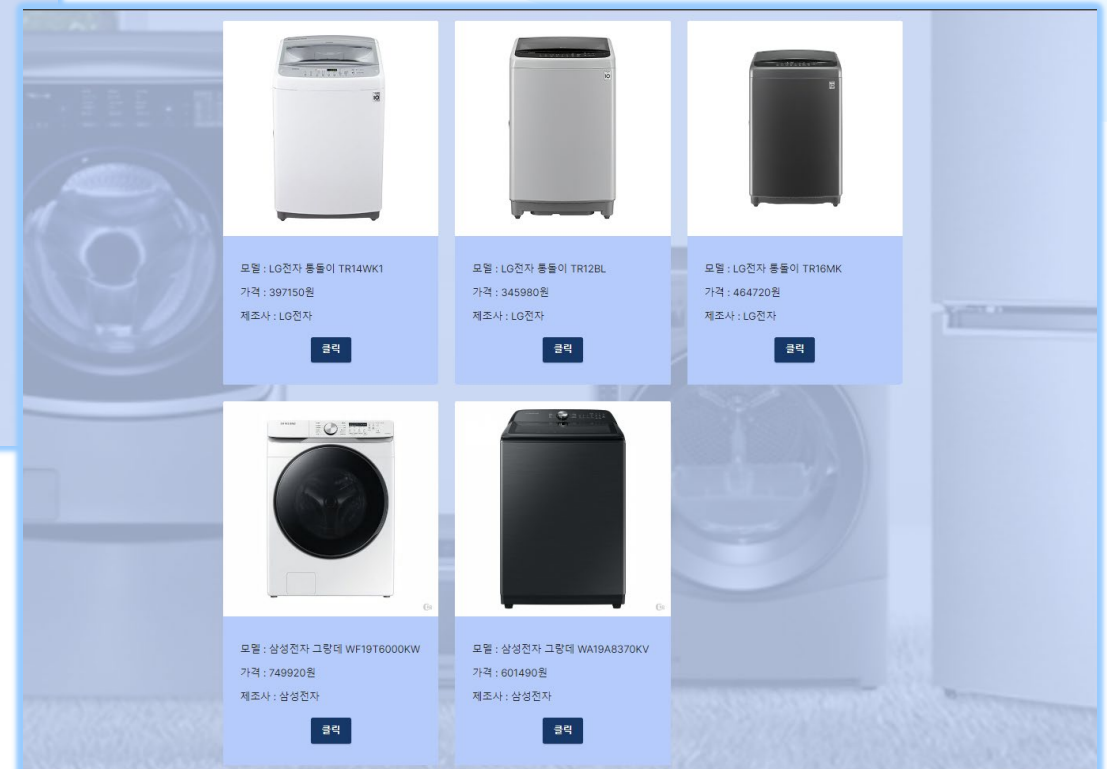 모델 : LG전자 통돌이 TR14WK1
가격 : 397150원
제조사 : LG전자
클릭
모델 : LG전자 통돌이 TR12BL
가격 : 345980원
제조사 : LG전자
클릭
모델 : LG전자 통돌이 TR16MK
가격 : 464720원
제조사 : LG전자
클릭
모델 : 삼성전자 그랑데 WF19T6000KW
가격 : 749920원
제조사 : 삼성전자
클릭
모델 : 삼성전자 그랑데 WA19A8370KV
가격 : 601490원
제조사 : 삼성전자
클릭